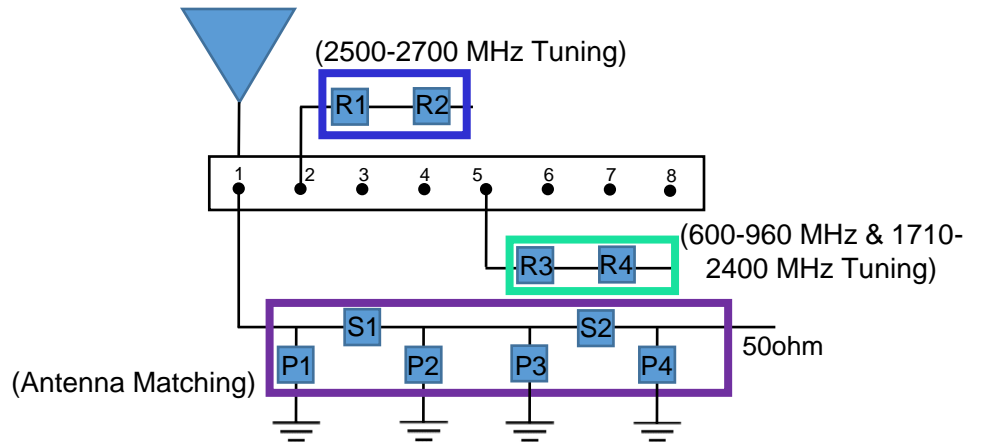 (2500-2700 MHz Tuning)
R1 R2
1 2 3 4 5 6 7 8
(600-960 MHz & 1710-
2400 MHz Tuning)
R3 R4
S1 S2
50ohm
P1 P2 P3 P4
(Antenna Matching)